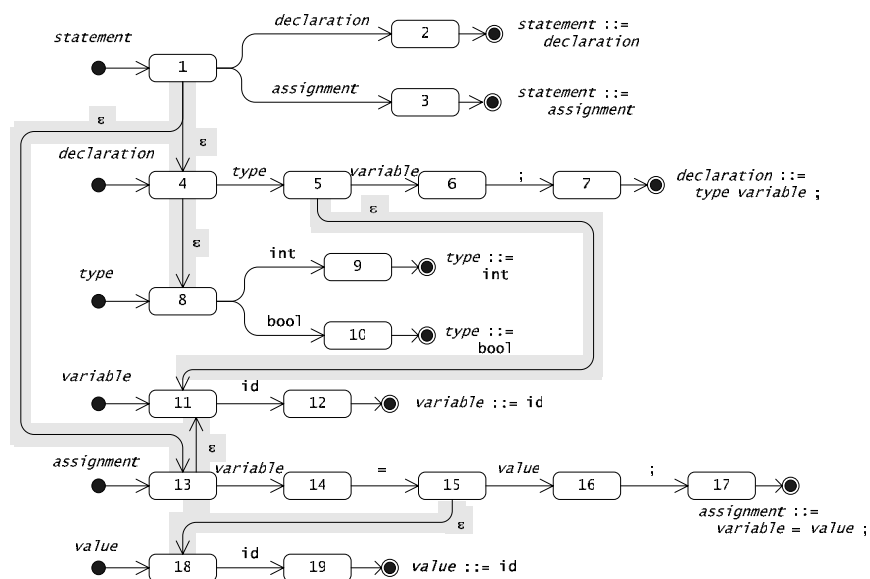 declaration
statement
1
2
statement ::=
declaration
assignment
3
statement ::=
assignment
ε
ε
declaration
4
type
5
variable
6
;
7
declaration ::=
type variable ;
ε
ε
type
8
int
9
type ::=
int
bool
10
type ::=
bool
variable
11
id
12
variable ::= id
ε
assignment
13
variable
14
=
15
value
16
;
17
assignment ::=
variable = value ;
ε
value
18
id
19
value ::= id